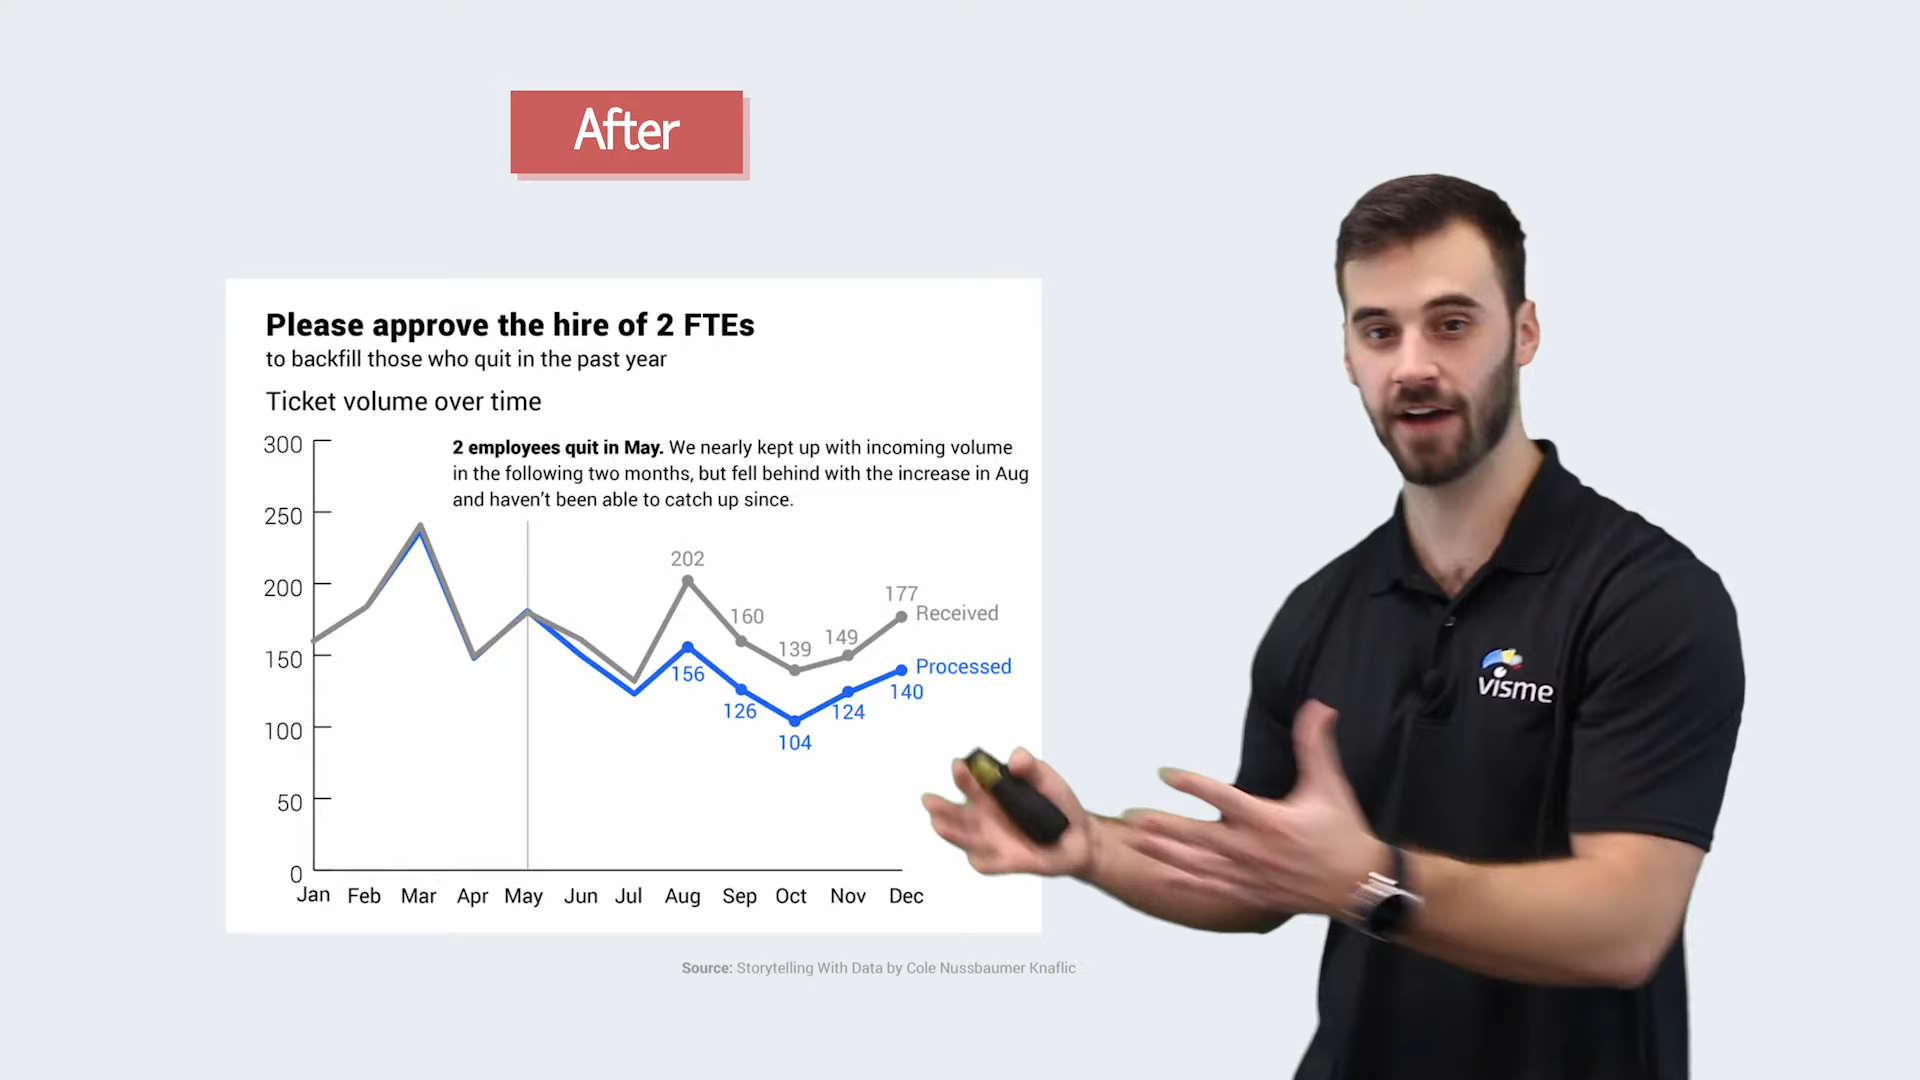 After
Please approve the hire of 2 FTEs
to backfill those who quit in the past year
Ticket volume over time
2 employees quit in May. We nearly kept up with incoming volume
in the following two months, but fell behind with the increase in Aug
and haven't been able to catch up since.
300
250
200
150
100
50
0
202
160
139
149
177
Received
156
126
104
124
140
Processed
Jan Feb Mar Apr May Jun Jul Aug Sep Oct Nov Dec
Source: Storytelling With Data by Cole Nussbaumer Knaflic
visme